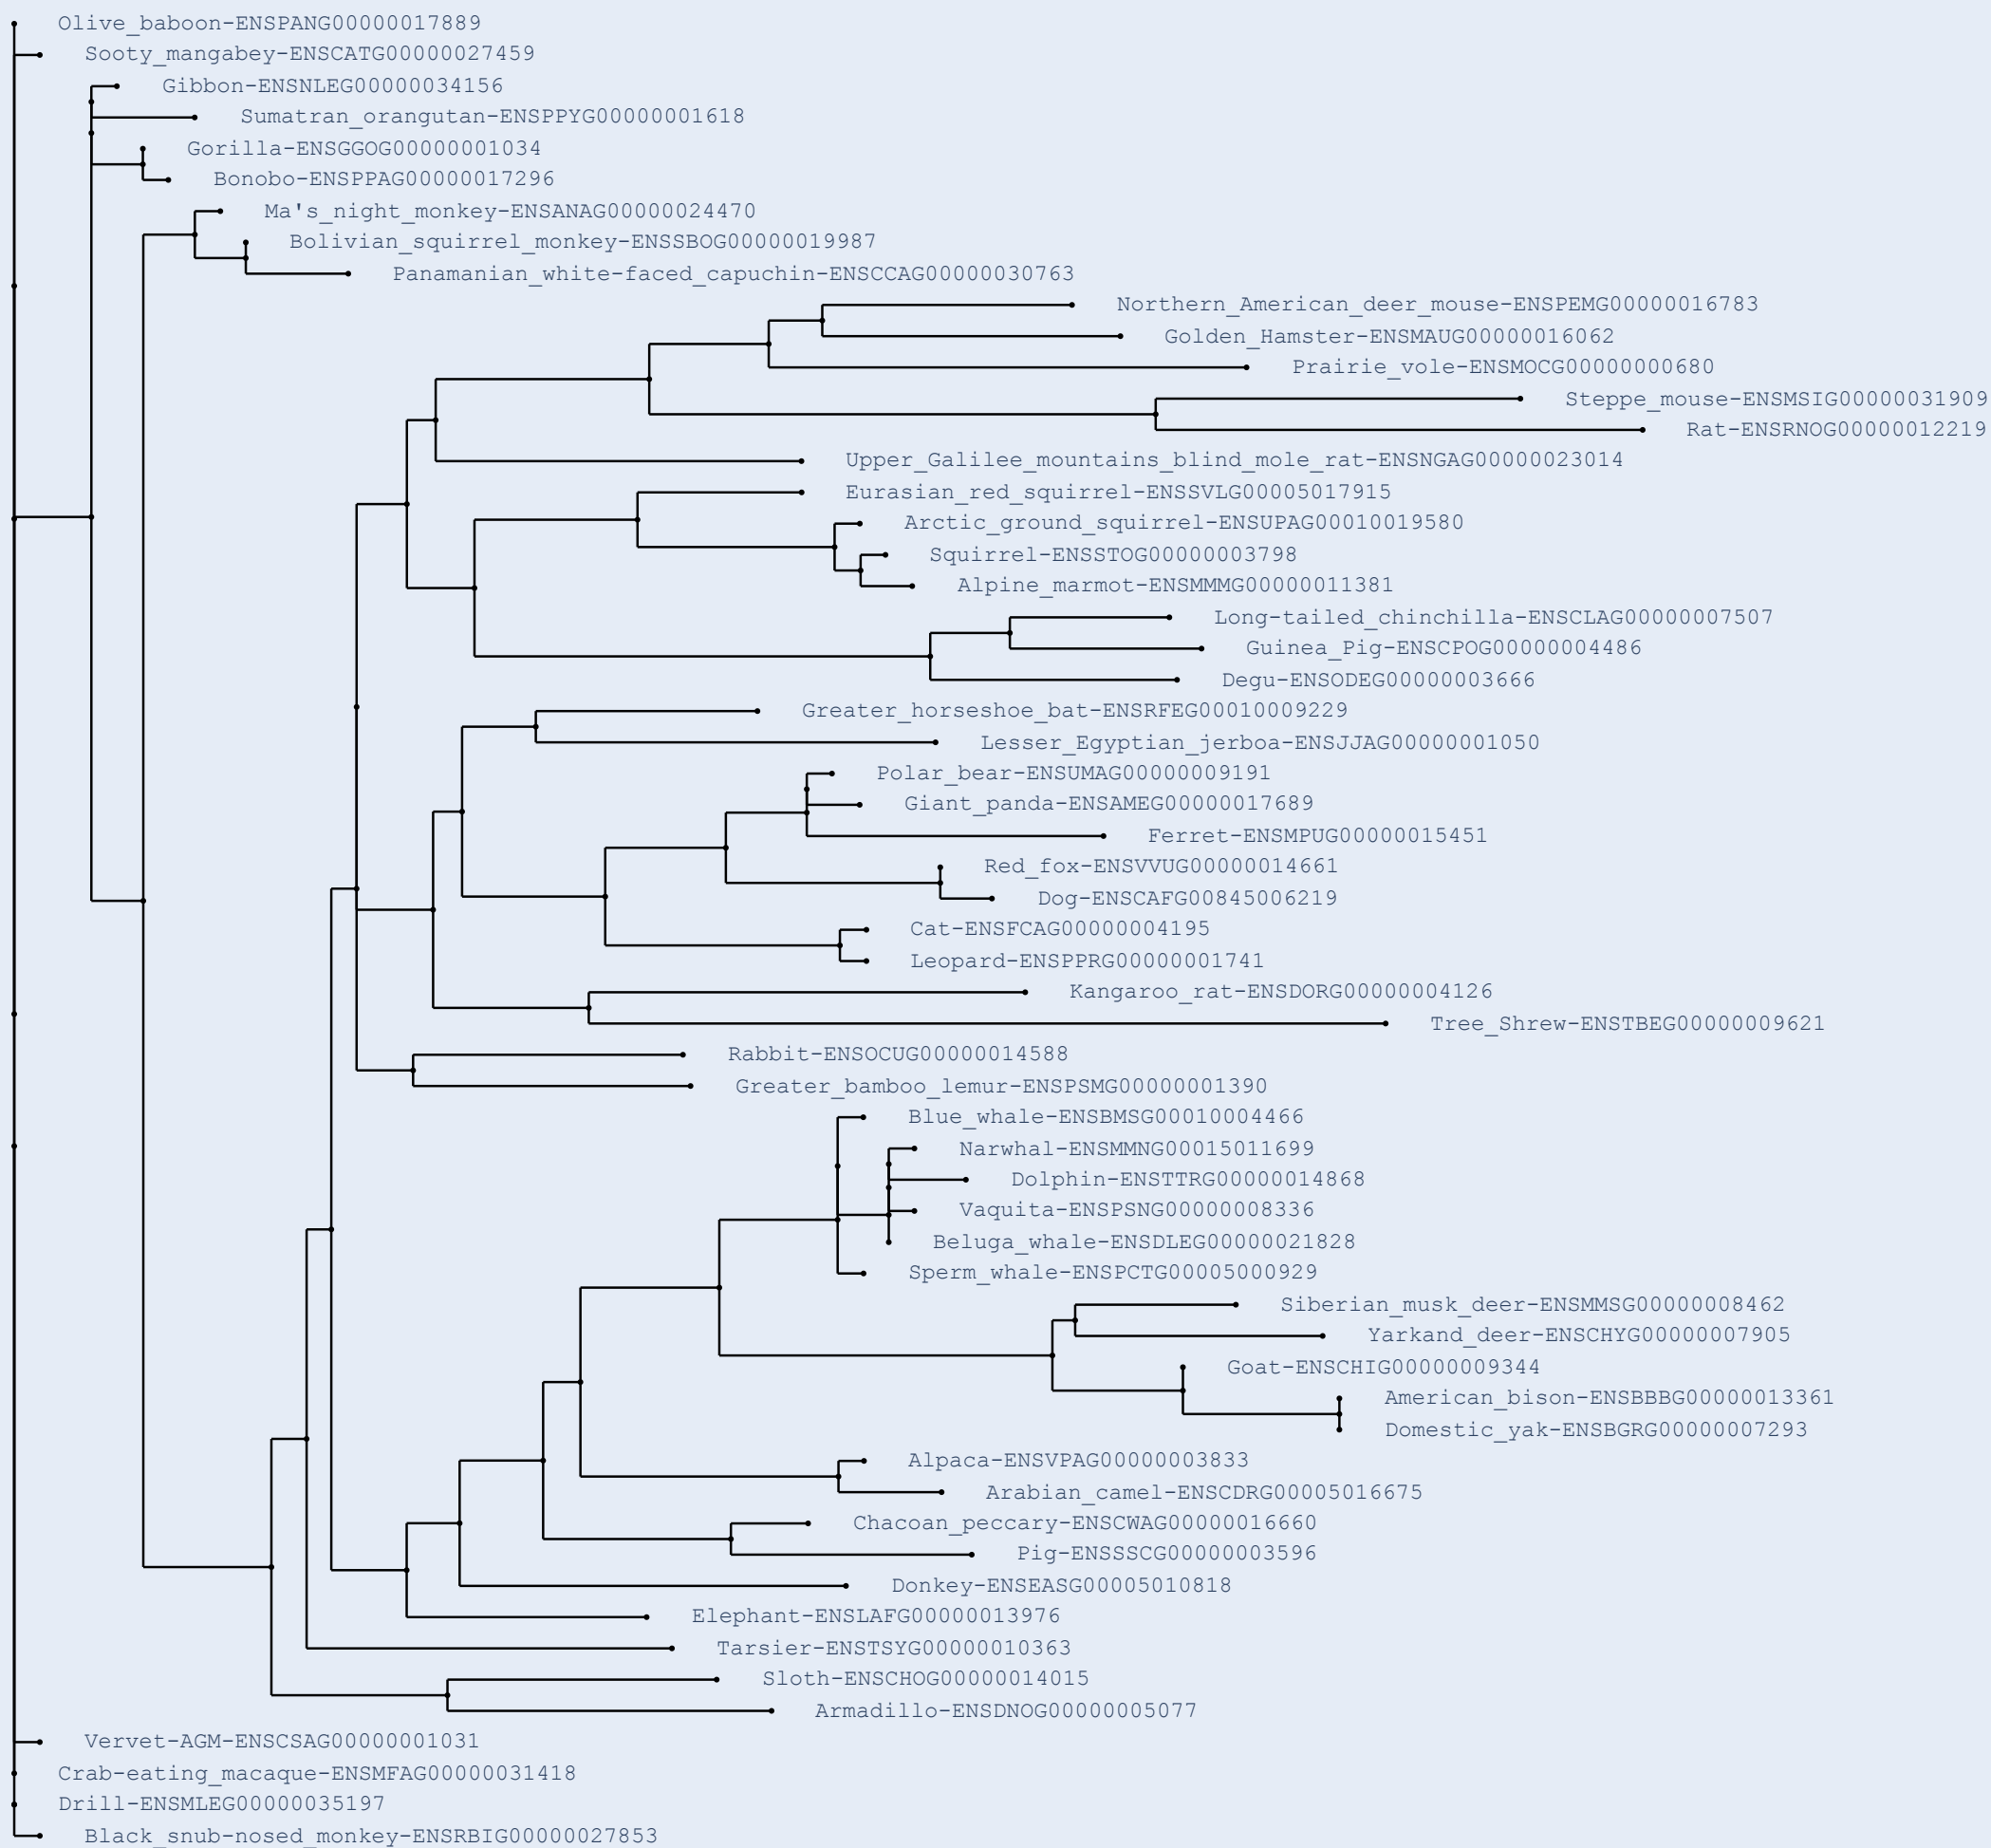 Olive_baboon-ENSPANG00000017889
Sooty_mangabey-ENSCATG00000027459
Gibbon-ENSNLEG00000034156
Sumatran_orangutan-ENSPPYG00000001618
Gorilla-ENSGGOG00000001034
Bonobo-ENSPPAG00000017296
Ma's_night_monkey-ENSANAG00000024470
Bolivian_squirrel_monkey-ENSSBOG00000019987
Panamanian_white-faced_capuchin-ENSCCAG00000030763
Northern_American_deer_mouse-ENSPEMG00000016783
Golden_Hamster-ENSMAUG00000016062
Prairie_vole-ENSMOCG00000000680
Steppe_mouse-ENSMSIG00000031909
Rat-ENSRNOG00000012219
Upper_Galilee_mountains_blind_mole_rat-ENSNGAG00000023014
Eurasian_red_squirrel-ENSSVLG00005017915
Arctic_ground_squirrel-ENSUPAG00010019580
Squirrel-ENSSTOG00000003798
Alpine_marmot-ENSMMMG00000011381
Long-tailed_chinchilla-ENSCLAG00000007507
Guinea_Pig-ENSCPOG00000004486
Degu-ENSODEG00000003666
Greater_horseshoe_bat-ENSRFEG00010009229
Lesser_Egyptian_jerboa-ENSJJAG00000001050
Polar_bear-ENSUMAG00000009191
Giant_panda-ENSAMEG00000017689
Ferret-ENSMPUG00000015451
Red_fox-ENSVVUG00000014661
Dog-ENSCAFG00845006219
Cat-ENSFCAG00000004195
Leopard-ENSPPRG00000001741
Kangaroo_rat-ENSDORG00000004126
Tree_Shrew-ENSTBEG00000009621
Rabbit-ENSOCUG00000014588
Greater_bamboo_lemur-ENSPSMG00000001390
Blue_whale-ENSBMSG00010004466
Narwhal-ENSMMNG00015011699
Dolphin-ENSTTRG00000014868
Vaquita-ENSPSNG00000008336
Beluga_whale-ENSDLEG00000021828
Sperm_whale-ENSPCTG00005000929
Siberian_musk_deer-ENSMMSG00000008462
Yarkand_deer-ENSCHYG00000007905
Goat-ENSCHIG00000009344
American_bison-ENSBBBG00000013361
Domestic_yak-ENSBGRG00000007293
Alpaca-ENSVPAG00000003833
Arabian_camel-ENSCDRG00005016675
Chacoan_peccary-ENSCWAG00000016660
Pig-ENSSSCG00000003596
Donkey-ENSEASG00005010818
Elephant-ENSLAFG00000013976
Tarsier-ENSTSYG00000010363
Sloth-ENSCHOG00000014015
Armadillo-ENSDNOG00000005077
Vervet-AGM-ENSCSAG00000001031
Crab-eating_macaque-ENSMFAG00000031418
Drill-ENSMLEG00000035197
Black_snub-nosed_monkey-ENSRBIG00000027853